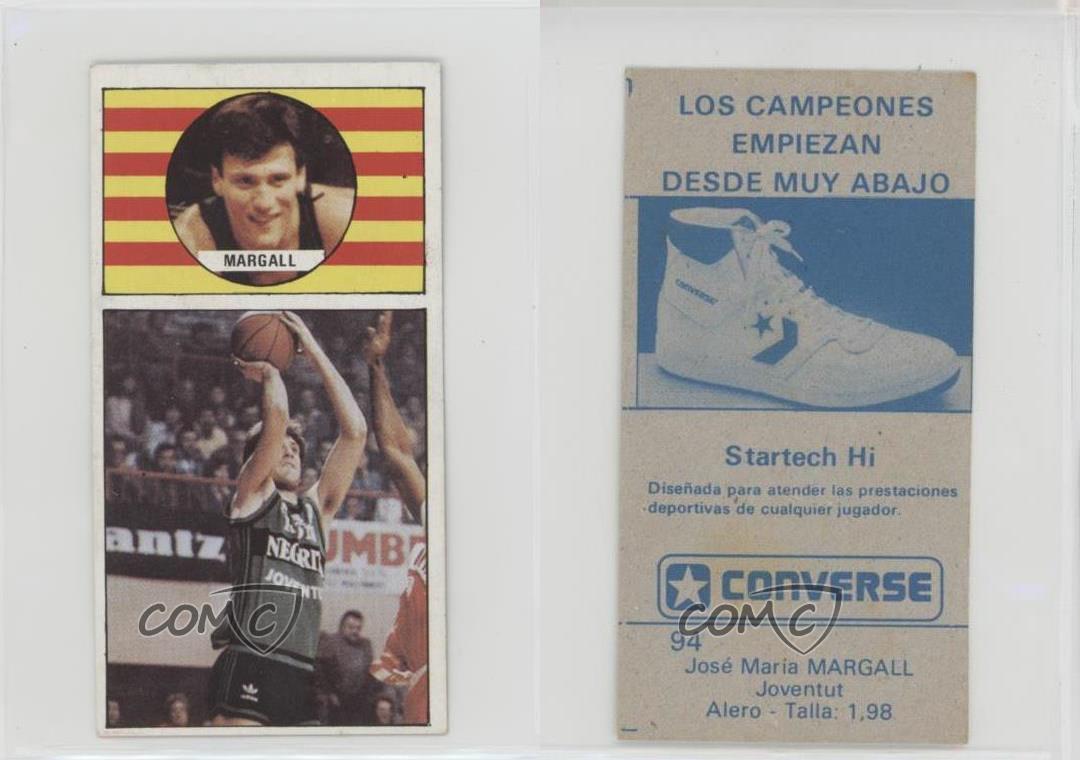 MARGALL
antz
UMB
NEGRIT
JOVENTU
COMC
LOS CAMPEONES
EMPIEZAN
DESDE MUY ABAJO
CONVERSE
Startech Hi
Diseñada para atender las prestaciones
deportivas de cualquier jugador.
CONVERSE
COMC
94
José Maria MARGALL
Joventut
Alero - Talla: 1,98